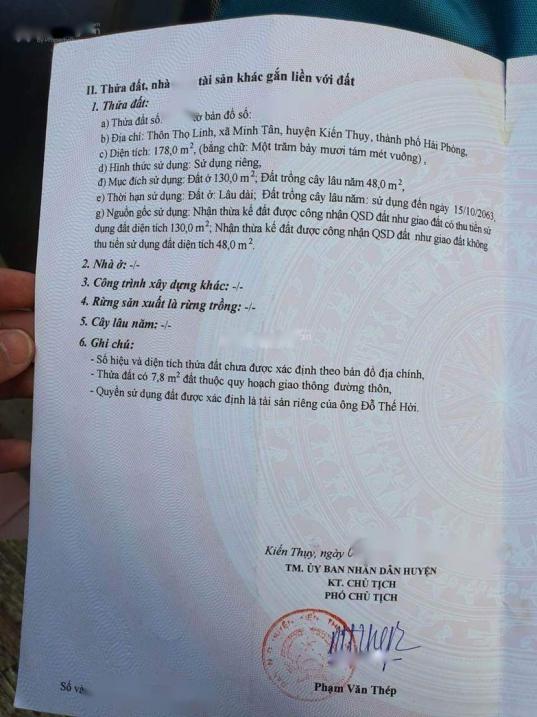 II. Thửa đất, nhà tài sản khác gắn liền với đất
1. Thửa đất:
a) Thửa đất số. ơ bản đồ số:
b) Địa chỉ: Thôn Thọ Linh, xã Minh Tân, huyện Kiến Thụy, thành phố Hải Phòng,
c) Diện tích: 178,0 m², (bằng chữ: Một trăm bảy mươi tám mét vuông) ,
d) Hình thức sử dụng: Sử dụng riêng,
đ) Mục đích sử dụng: Đất ở 130,0 m²; Đất trồng cây lâu năm 48,0 m²,
e) Thời hạn sử dụng: Đất ở: Lâu dài; Đất trồng cây lâu năm: sử dụng đến ngày 15/10/2063,
g) Nguồn gốc sử dụng: Nhận thừa kế đất được công nhận QSD đất như giao đất có thu tiền sử
dụng đất diện tích 130,0 m²; Nhận thừa kế đất được công nhận QSD đất như giao đất không
thu tiền sử dụng đất diện tích 48,0 m².
2. Nhà ở: -/-
3. Công trình xây dựng khác: -/-
4. Rừng sản xuất là rừng trồng: -/-
5. Cây lâu năm: -/-
6. Ghi chú:
- Số hiệu và diện tích thửa đất chưa được xác định theo bản đồ địa chính,
- Thửa đất có 7,8 m² đất thuộc quy hoạch giao thông đường thôn,
- Quyền sử dụng đất được xác định là tài sản riêng của ông Đỗ Thế Hởi.
Kiến Thụy, ngày
TM. ỦY BAN NHÂN DÂN HUYỆN
KT. CHỦ TỊCH
PHÓ CHỦ TỊCH
Phạm Văn Thép
Số và